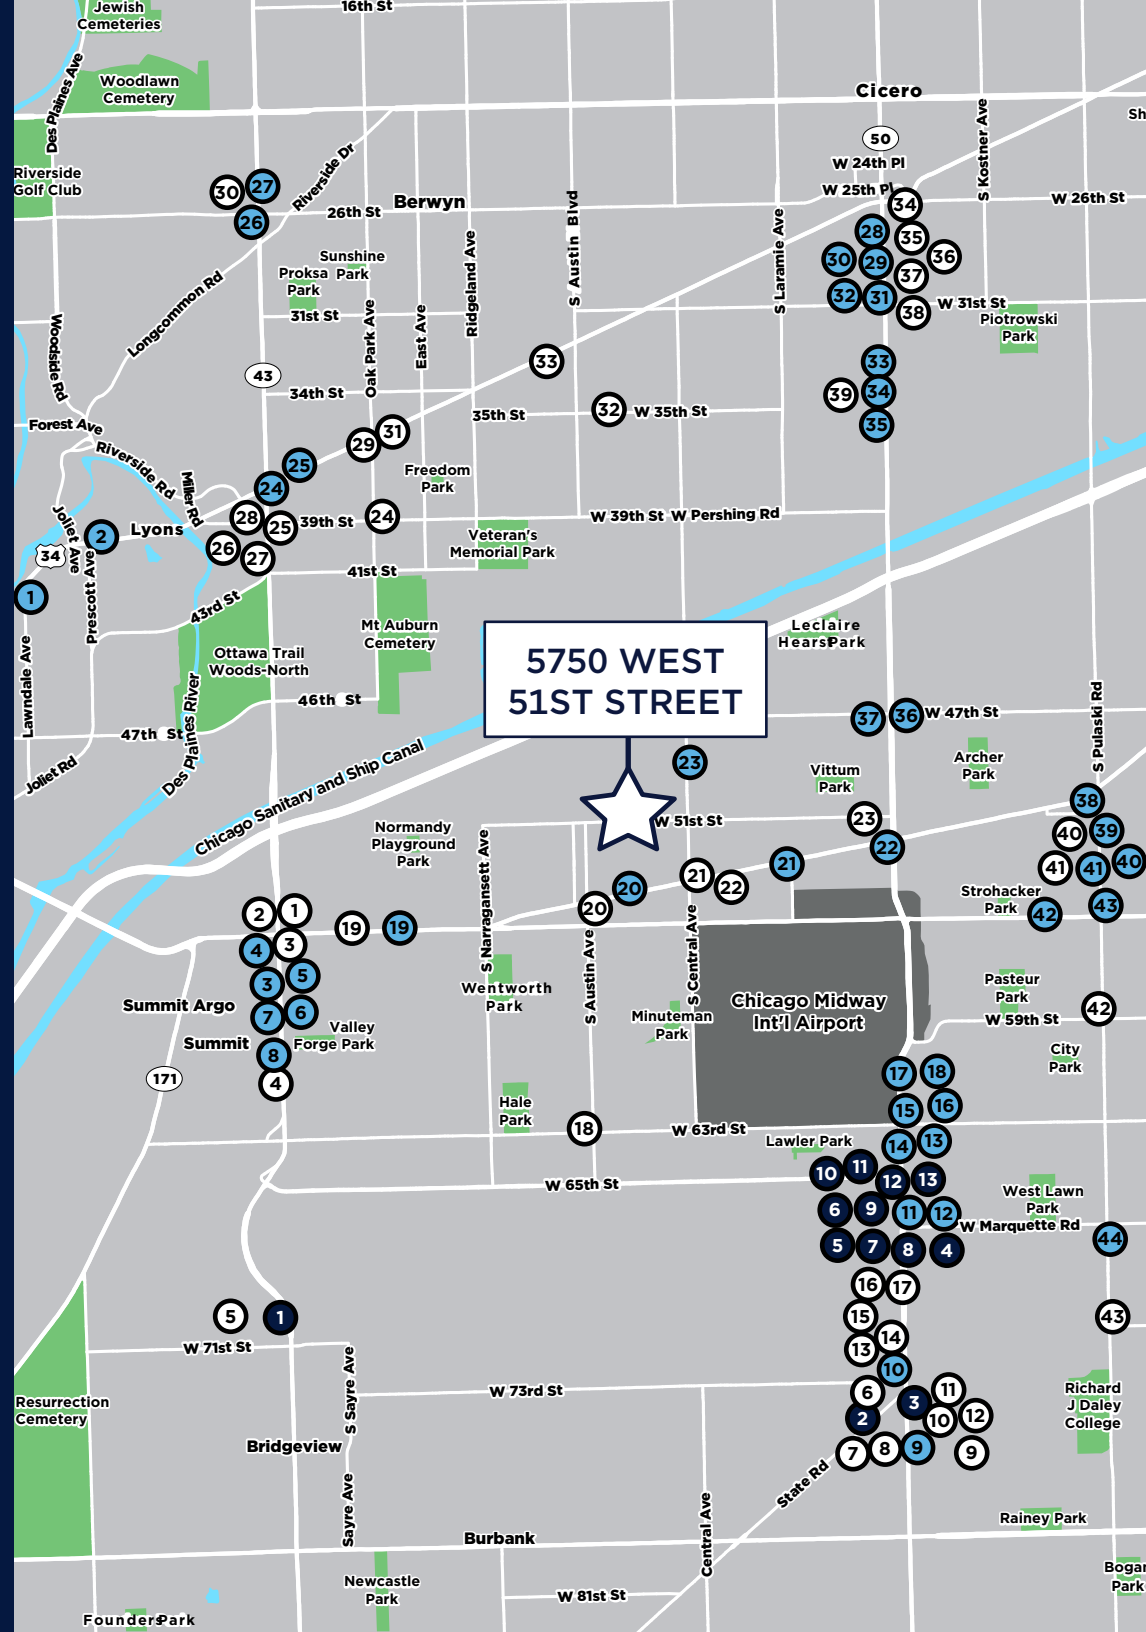 Jewish
Cemeteries
16th St
Des Plaines Ave
Woodlawn
Cemetery
Cicero
50
S Kostner Ave
Sh
W 24th Pl
W 25th Pl
Riverside
Golf Club
30
27
26
Riverside Dr
26th St
Berwyn
S Austin Blvd
S Laramie Ave
34
W 26th St
28
35
36
30
29
37
32
31
38
W 31st St
Piotrowski
Park
Sunshine
Park
Proksa
Park
Longcommon Rd
31st St
Ridgeland Ave
East Ave
Oak Park Ave
Woodside Rd
43
34th St
33
33
39
34
35
32
35th St
W 35th St
Forest Ave
Riverside Rd
31
29
25
24
Miller Rd
Freedom
Park
Joliet Ave
34
2
Lyons
28
25
39th St
24
26
27
Veteran's
Memorial Park
W 39th St
W Pershing Rd
1
Prescott Ave
41st St
43rd St
Mt Auburn
Cemetery
Leclaire
Hearst Park
Ottawa Trail
Woods-North
Lawndale Ave
46th St
47th St
Joliet Rd
Des Plaines River
Chicago Sanitary and Ship Canal
5750 WEST
51ST STREET
37
36
W 47th St
S Pulaski Rd
23
Vittum
Park
Archer
Park
Normandy
Playground
Park
S Narragansett Ave
W 51st St
23
38
22
40
39
21
41
41
40
20
21
22
20
Strohacker
Park
42
43
2
1
19
19
4
3
3
5
7
6
Summit Argo
Summit
Valley
Forge Park
8
4
171
Wentworth
Park
S Austin Ave
S Central Ave
Minuteman
Park
Chicago Midway
Int'l Airport
Pasteur
Park
W 59th St
42
City
Park
17
18
15
16
Hale
Park
18
W 63rd St
14
13
Lawler Park
10
11
12
13
W 65th St
6
9
11
12
West Lawn
Park
W Marquette Rd
5
7
8
4
44
16
17
5
1
15
14
13
43
W 71st St
10
Resurrection
Cemetery
S Sayre Ave
W 73rd St
6
3
11
2
10
12
7
8
9
9
Richard
J Daley
College
Bridgeview
State Rd
Sayre Ave
Central Ave
Rainey Park
Burbank
Newcastle
Park
W 81st St
Bogan
Park
Founders Park